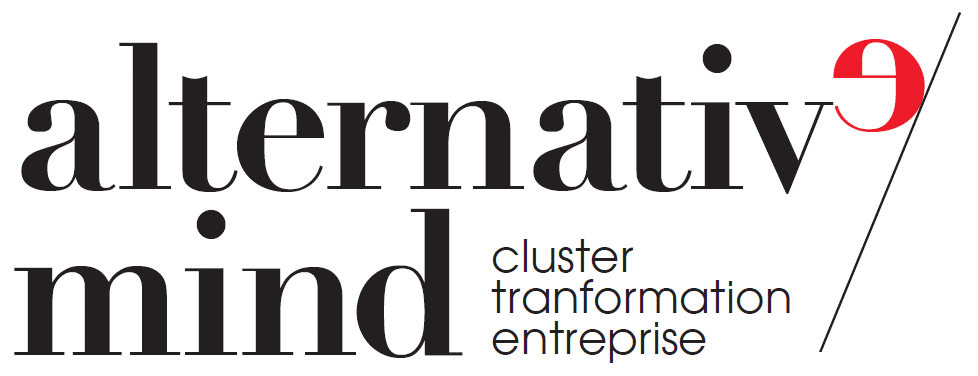 alternative
mind
cluster
tranformation
entreprise